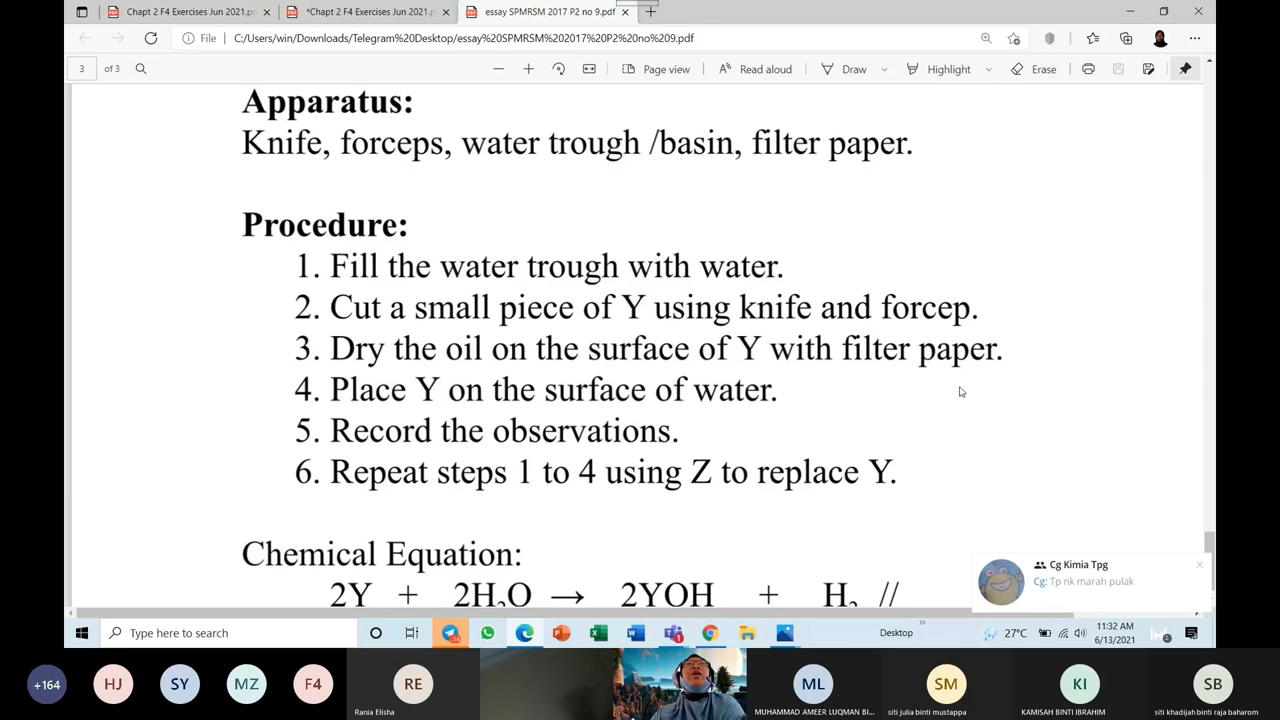 Chapt 2 F4 Exercises Jun 2021.po
*Chapt 2 F4 Exercises Jun 2021.
essay SPMRSM 2017 P2 no 9.pdf
File
C:/Users/win/Downloads/Telegram%20Desktop/essay%20SPMRSM%202017%20P2%20no%209.pdf
3 of 3
Page view
Read aloud
Draw
Highlight
Erase
Apparatus:
Knife, forceps, water trough /basin, filter paper.
Procedure:
1. Fill the water trough with water.
2. Cut a small piece of Y using knife and forcep.
3. Dry the oil on the surface of Y with filter paper.
4. Place Y on the surface of water.
5. Record the observations.
6. Repeat steps 1 to 4 using Z to replace Y.
Chemical Equation:
2Y + 2H₂O → 2YOH + H₂ //
Cg Kimia Tpg
Cg: Tp nk marah pulak
Type here to search
Desktop
27°C
11:32 AM
6/13/2021
+164
HJ
SY
MZ
F4
RE
Rania Elisha
ML
MUHAMMAD AMEER LUQMAN BI...
SM
siti julia binti mustappa
KI
KAMISAH BINTI IBRAHIM
SB
siti khadijah binti raja baharom